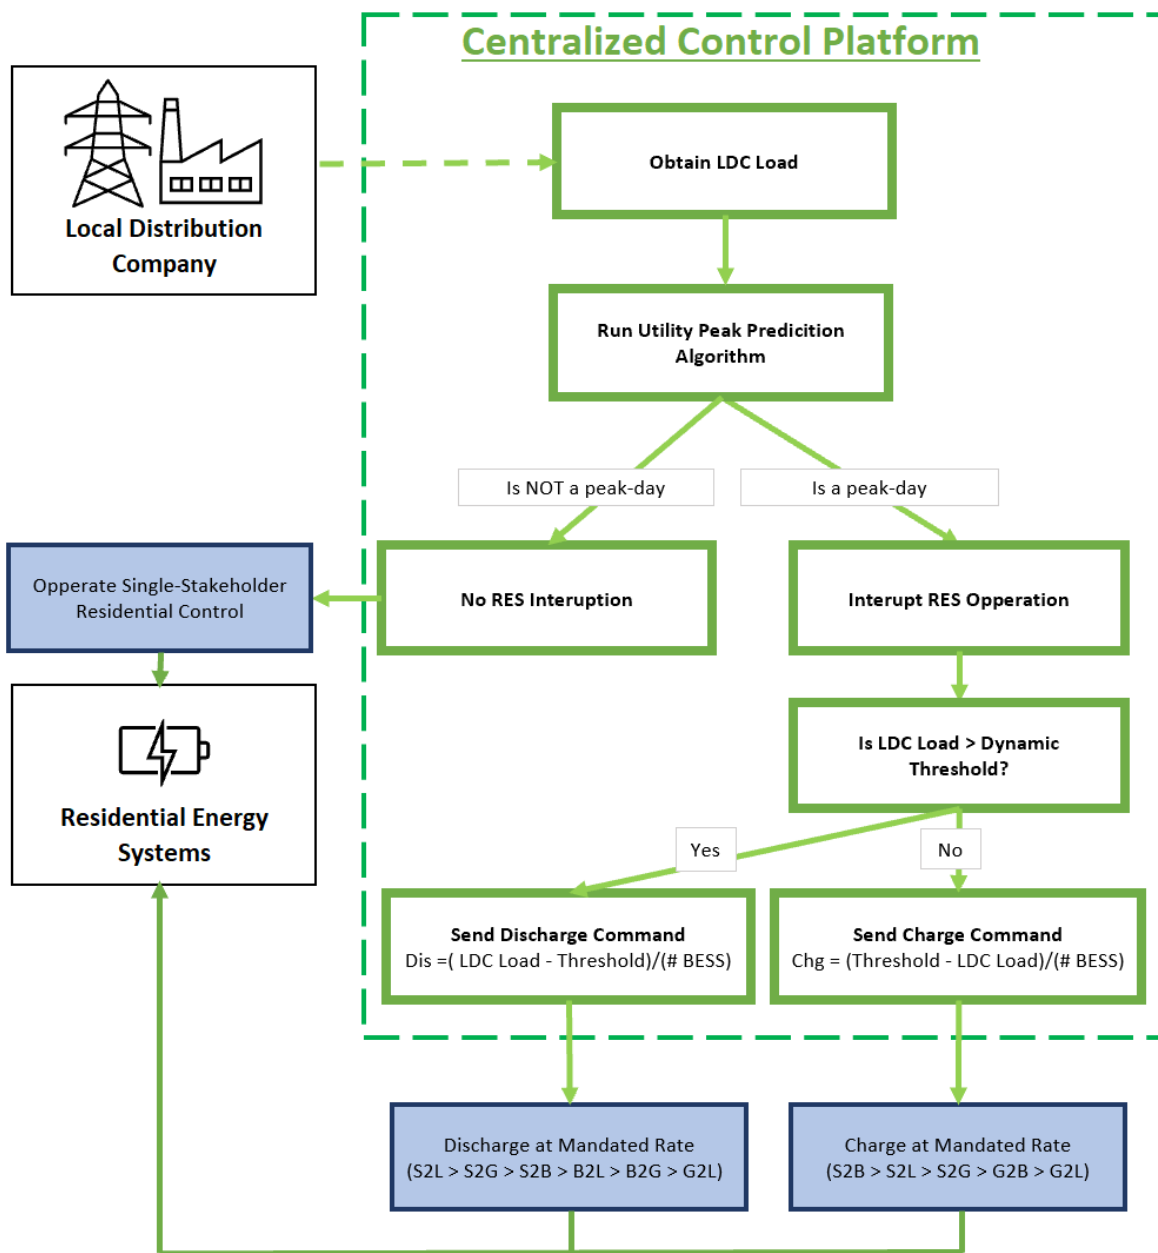 Centralized Control Platform
Local Distribution
Company
Obtain LDC Load
Run Utility Peak Predicition
Algorithm
Is NOT a peak-day
Is a peak-day
Opperate Single-Stakeholder
Residential Control
No RES Interuption
Interupt RES Opperation
Residential Energy
Systems
Is LDC Load > Dynamic
Threshold?
Yes
No
Send Discharge Command
Dis =( LDC Load - Threshold)/(# BESS)
Send Charge Command
Chg = (Threshold - LDC Load)/(# BESS)
Discharge at Mandated Rate
(S2L > S2G > S2B > B2L > B2G > G2L)
Charge at Mandated Rate
(S2B > S2L > S2G > G2B > G2L)